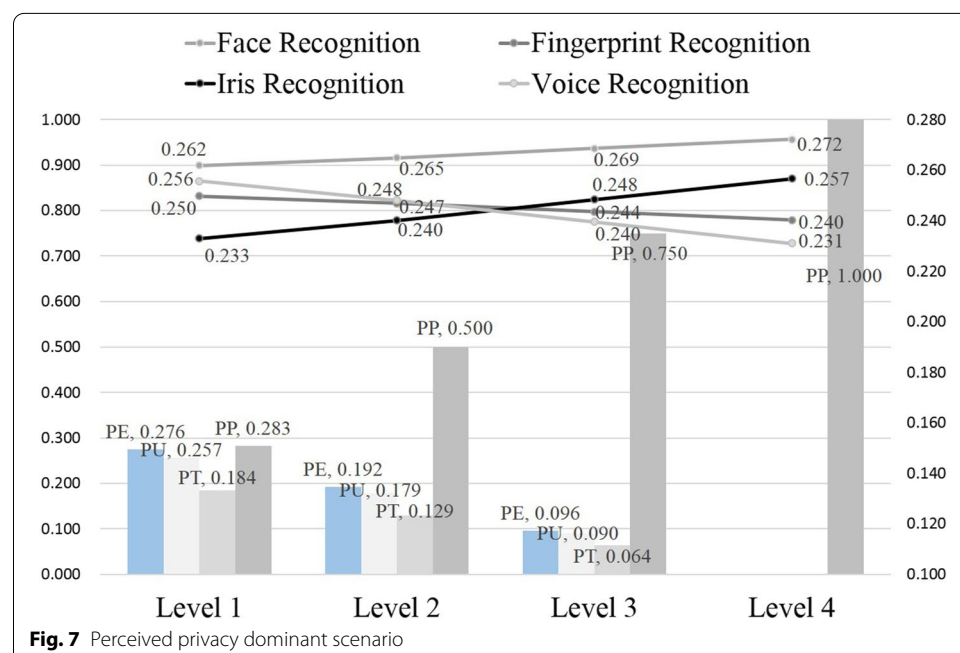 Face Recognition Fingerprint Recognition
Iris Recognition Voice Recognition
1.000 0.280
0.262 0.272
0.900 0.265 0.269 0.260
0.256 0.248 0.248 0.257
0.800 0.250 0.247 0.244 0.240 0.240
0.240 0.240 0.231
0.233 PP, 0.750
0.700 0.220
PP, 1.000
0.600 0.200
PP, 0.500
0.500 0.180
0.400 0.160
PE, 0.276 PP, 0.283
0.300 PU, 0.257 0.140
PT, 0.184 PE, 0.192
0.200 PU, 0.179
PT, 0.129 PE, 0.096 0.120
0.100 PU, 0.090
PT, 0.064
0.000 0.100
Level 1 Level 2 Level 3 Level 4
Fig. 7 Perceived privacy dominant scenario